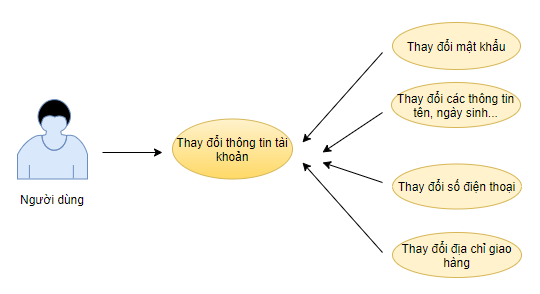 Người dùng
Thay đổi thông tin tài
khoản
Thay đổi mật khẩu
Thay đổi các thông tin
tên, ngáy sinh...
Thay đổi số điện thoại
Thay đổi địa chỉ giao
hàng